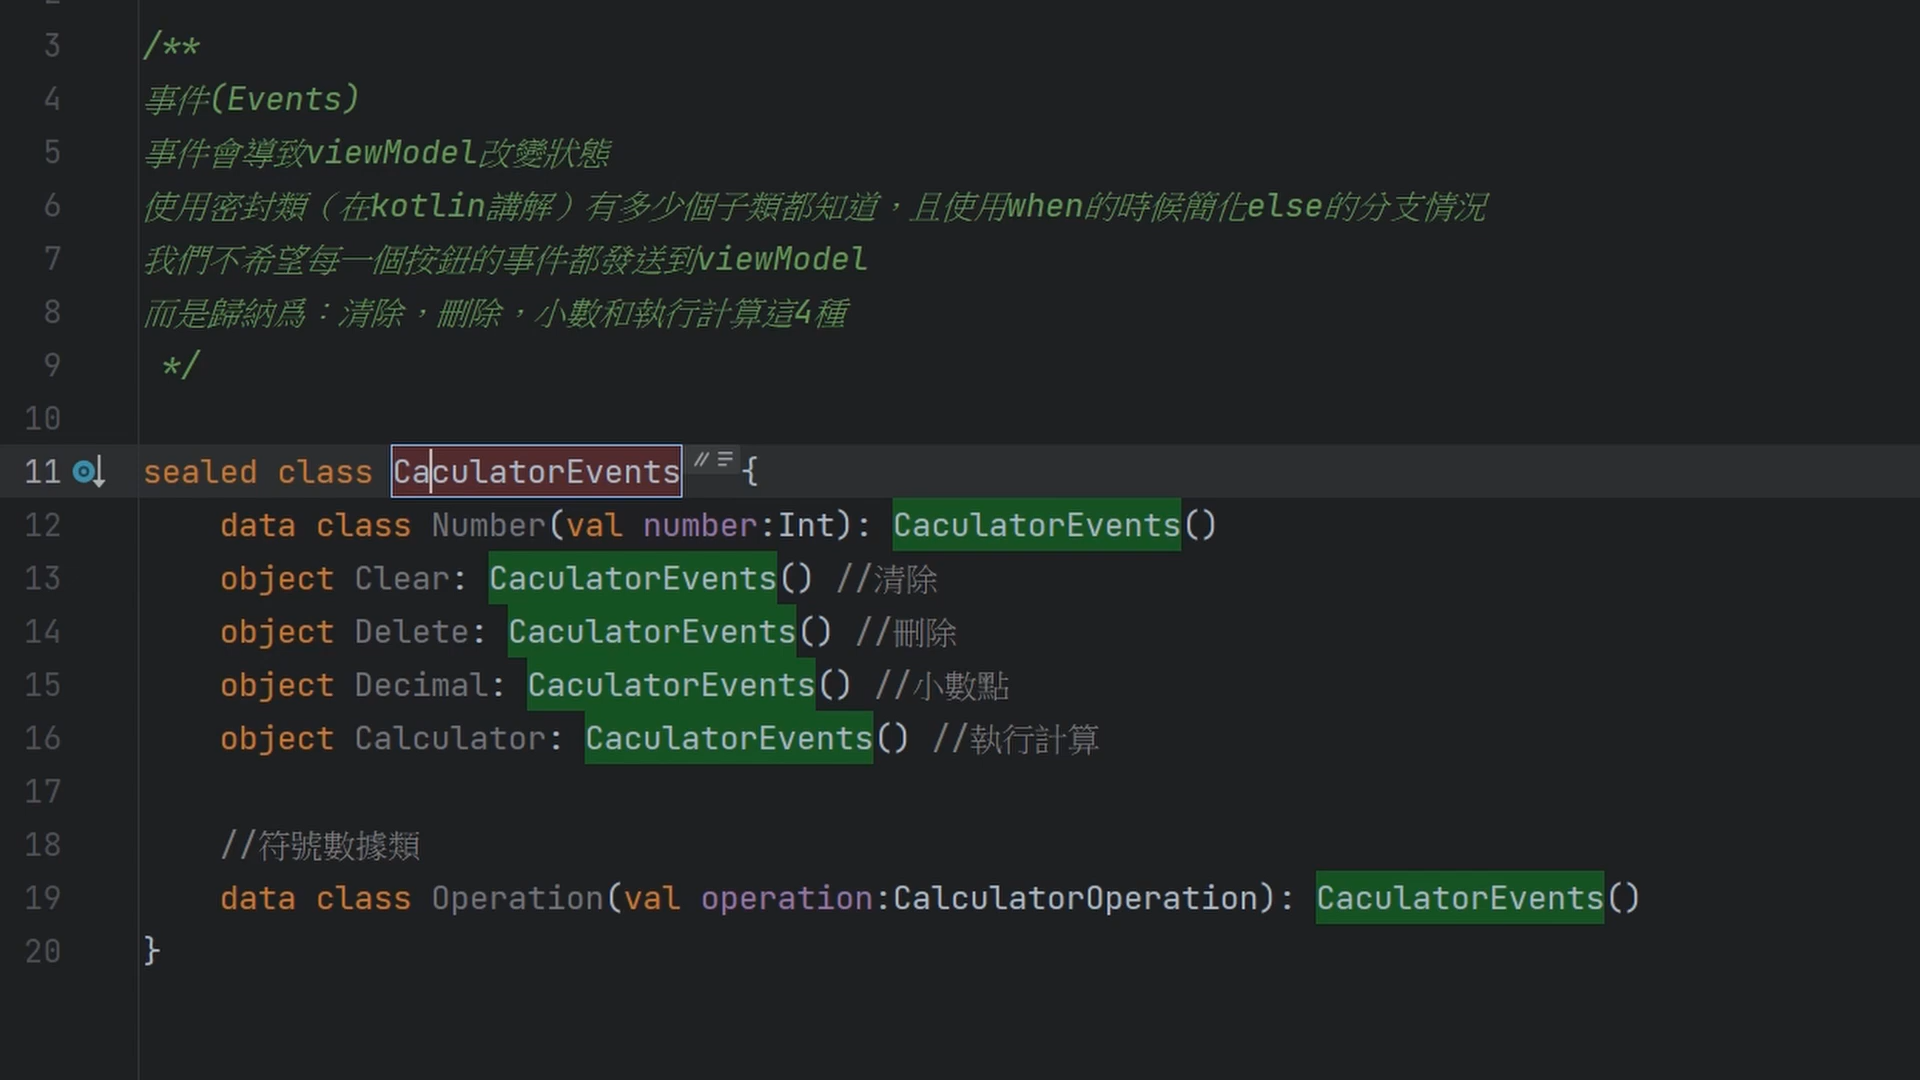 3 /**
4 事件(Events)
5 事件會導致viewModel改變狀態
6 使用密封類（在kotlin講解）有多少個子類都知道，且使用when的時候簡化else的分支情況
7 我們不希望每一個按鈕的事件都發送到viewModel
8 而是歸納爲：清除，刪除，小數和執行計算這4種
9 */
10
11 sealed class CaculatorEvents {
12 data class Number(val number:Int): CaculatorEvents()
13 object Clear: CaculatorEvents() //清除
14 object Delete: CaculatorEvents() //刪除
15 object Decimal: CaculatorEvents() //小數點
16 object Calculator: CaculatorEvents() //執行計算
17
18 //符號數據類
19 data class Operation(val operation:CalculatorOperation): CaculatorEvents()
20 }